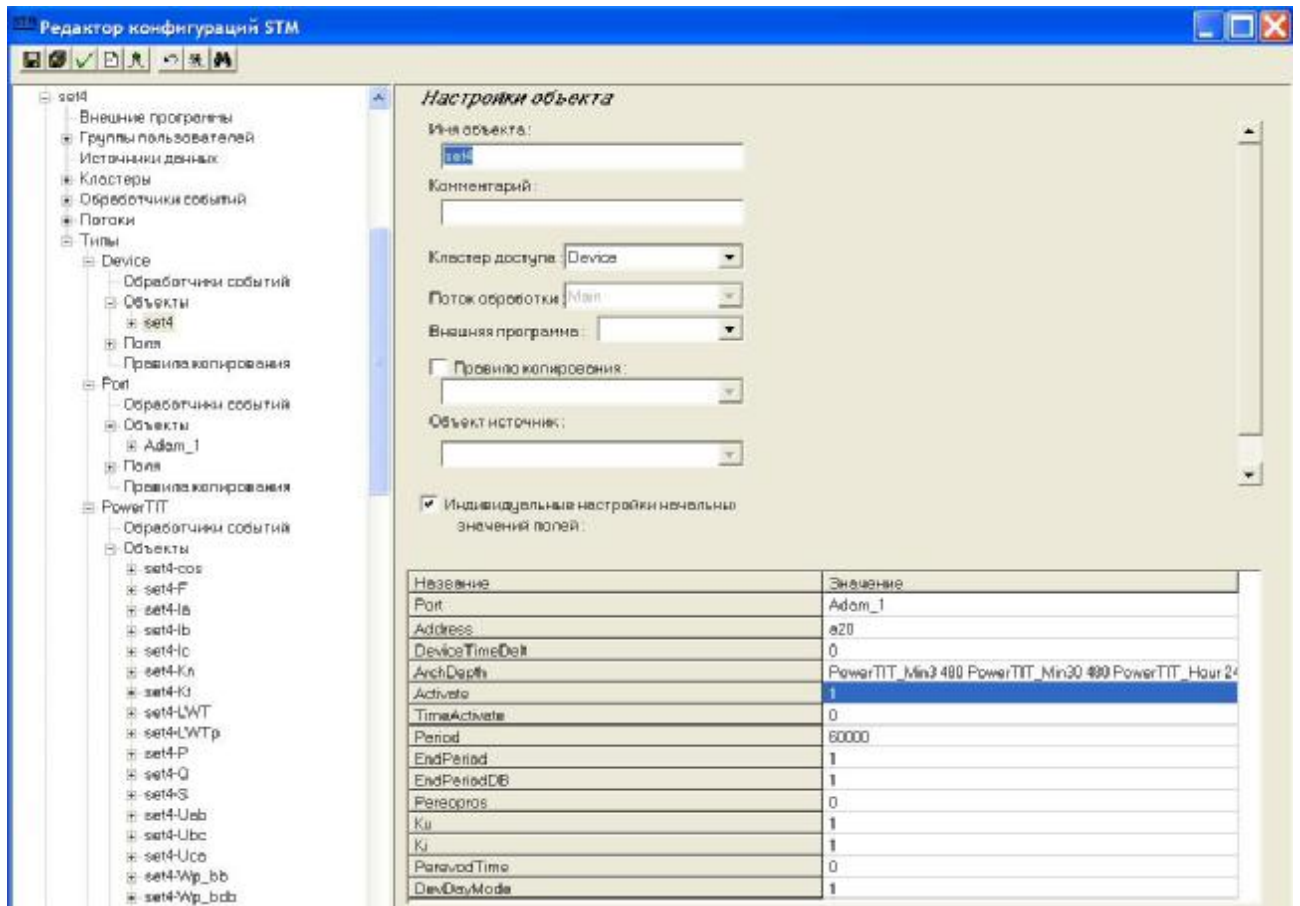 STM Редактор конфигураций STM
set4
Внешние программы
Группы пользователей
Источники данных
Кластеры
Обработчики событий
Потоки
Типы
Device
Обработчики событий
Объекты
set4
Поля
Правила копирования
Port
Обработчики событий
Объекты
Adam_1
Поля
Правила копирования
PowerTIT
Обработчики событий
Объекты
set4-cos
set4-F
set4-Ia
set4-Ib
set4-Ic
set4-Kn
set4-LWT
set4-LWTp
set4-P
set4-Q
set4-S
set4-Uab
set4-Ubc
set4-Uca
set4-Wp_bb
set4-Wp_bdb
Настройки объекта
Имя объекта:
set4
Комментарий:
Кластер доступа: Device
Поток обработки: Main
Внешняя программа:
Правило копирования:
Объект источник:
Индивидуальные настройки начальных
значений полей:
Название Значение
Port Adam_1
Address a20
DeviceTimeDelt 0
ArchDepth PowerTIT_Min3 480 PowerTIT_Min30 480 PowerTIT_Hour 24
Activate 1
TimeActivate 0
Period 60000
EndPeriod 1
EndPeriodDB 1
Pereopros 0
Ku 1
Ki 1
PerevodTime 0
DevDayMode 1